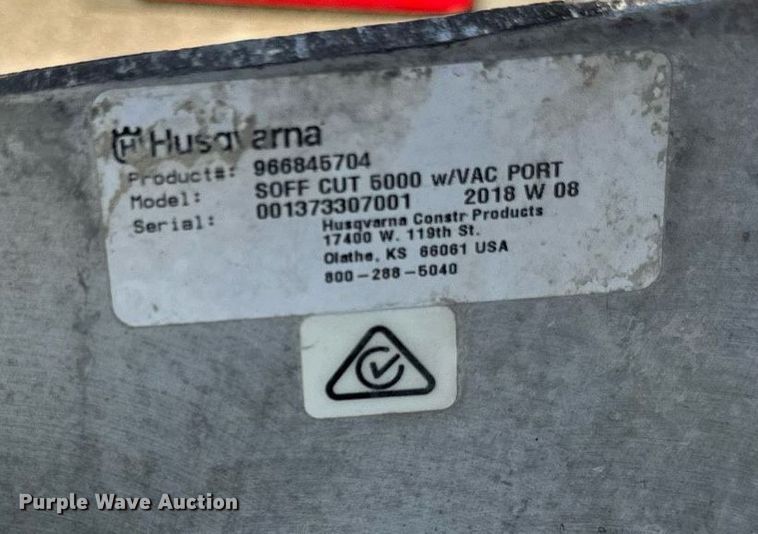 Husqvarna
Product#: 966845704
Model: SOFF CUT 5000 w/VAC PORT
Serial: 001373307001 2018 W 08
Husqvarna Constr Products
17400 W. 119th St.
Olathe, KS 66061 USA
800-288-5040
Purple Wave Auction